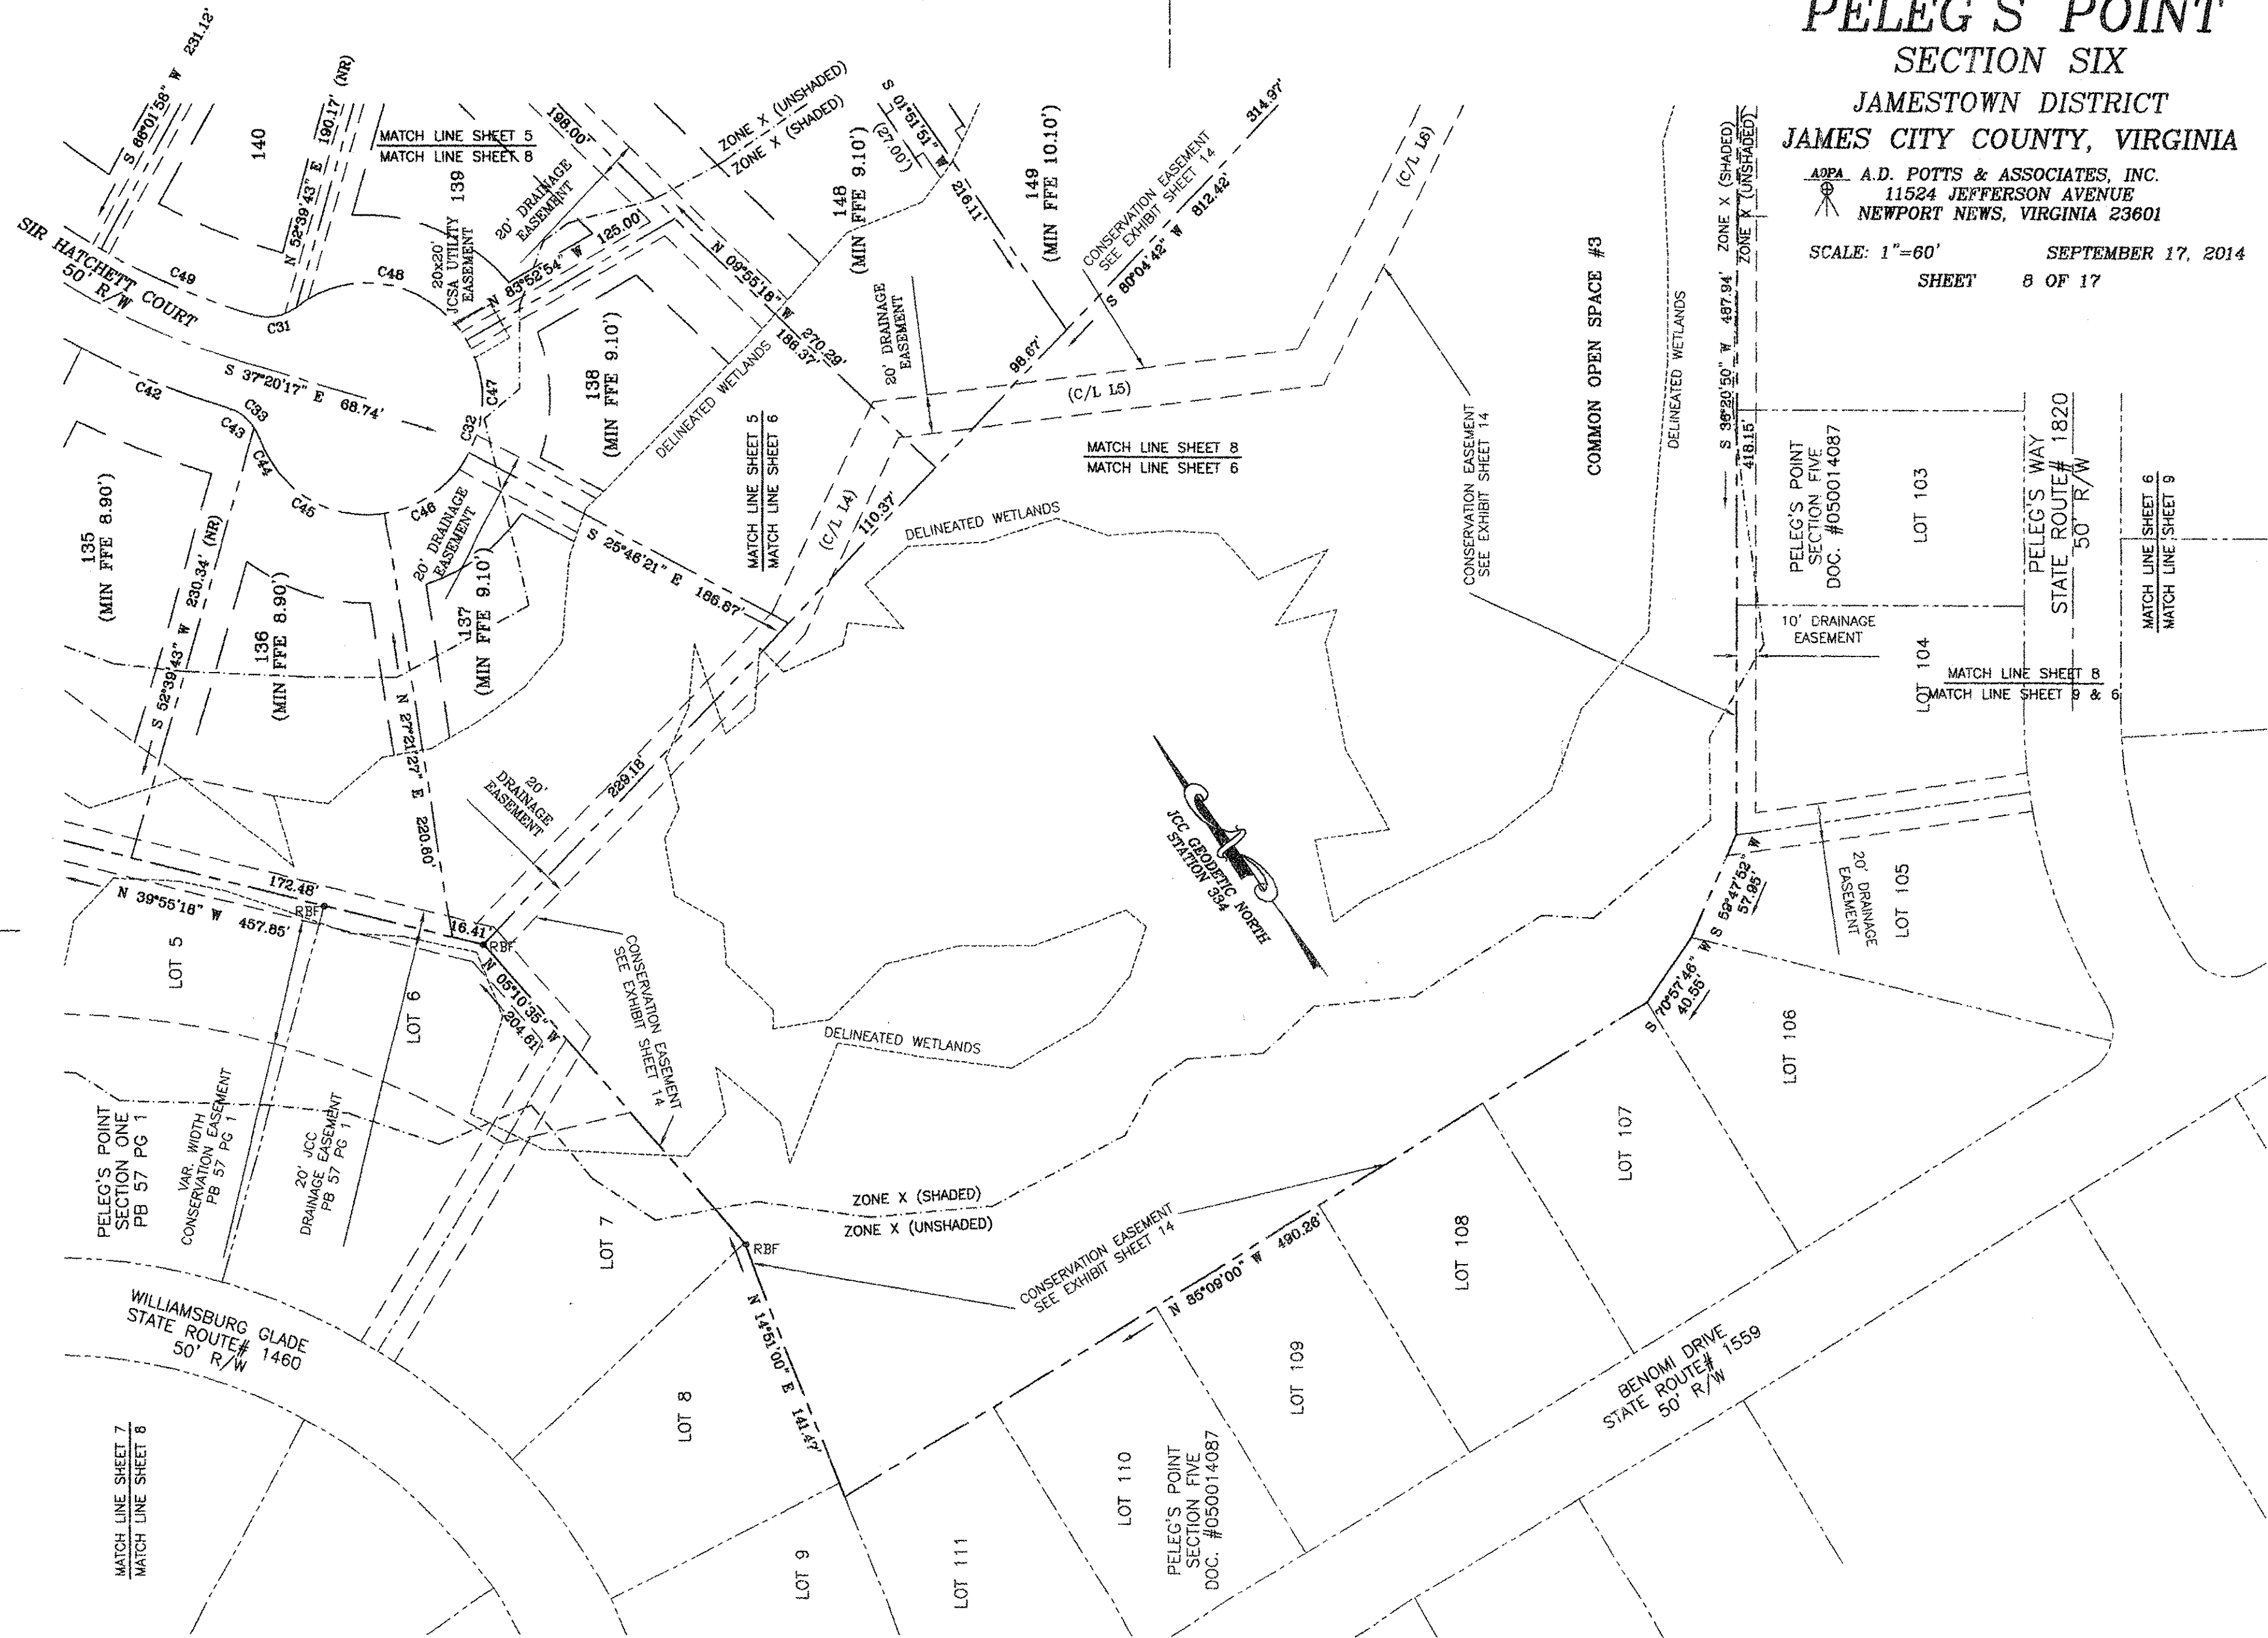 PELEG'S POINT
SECTION SIX
JAMESTOWN DISTRICT
JAMES CITY COUNTY, VIRGINIA
ADPA
A.D. POTTS & ASSOCIATES, INC.
11524 JEFFERSON AVENUE
NEWPORT NEWS, VIRGINIA 23601
SCALE: 1"=60'
SEPTEMBER 17, 2014
SHEET 8 OF 17
S 66°01'58" W 231.12'
140
N 52°39'43" E 190.17' (NR)
MATCH LINE SHEET 5
MATCH LINE SHEET 8
139
20x20'
JCSA UTILITY
EASEMENT
20' DRAINAGE
EASEMENT
198.00'
ZONE X (UNSHADED)
ZONE X (SHADED)
N 83°52'54" W 125.00'
N 09°55'18" W 270.29'
186.37'
148
(MIN FFE 9.10')
S 01°51'51" W 216.11'
(27.00')
149
(MIN FFE 10.10')
CONSERVATION EASEMENT
SEE EXHIBIT SHEET 14
S 80°04'42" W 812.42'
314.97'
(C/L L6)
SIR HATCHETT COURT
50' R/W
C49
C31
C48
C47
C32
S 37°20'17" E 68.74'
C42
C33
C43
C44
C45
C46
138
(MIN FFE 9.10')
DELINEATED WETLANDS
20' DRAINAGE
EASEMENT
98.67'
(C/L L5)
MATCH LINE SHEET 8
MATCH LINE SHEET 6
MATCH LINE SHEET 5
MATCH LINE SHEET 6
(C/L L4)
110.37'
DELINEATED WETLANDS
CONSERVATION EASEMENT
SEE EXHIBIT SHEET 14
COMMON OPEN SPACE #3
DELINEATED WETLANDS
S 36°20'50" W 487.94'
418.15'
ZONE X (SHADED)
ZONE X (UNSHADED)
PELEG'S POINT
SECTION FIVE
DOC. #050014087
LOT 103
PELEG'S WAY
STATE ROUTE# 1820
50' R/W
MATCH LINE SHEET 6
MATCH LINE SHEET 9
10' DRAINAGE
EASEMENT
LOT 104
MATCH LINE SHEET 8
MATCH LINE SHEET 9 & 6
135
(MIN FFE 8.90')
S 52°39'43" W 230.34' (NR)
136
(MIN FFE 8.90')
20' DRAINAGE
EASEMENT
137
(MIN FFE 9.10')
S 25°46'21" E 186.87'
N 27°21'27" E 220.60'
20'
DRAINAGE
EASEMENT
229.18'
JCC GEODETIC NORTH
STATION 334
S 59°47'52" W
57.95'
20' DRAINAGE
EASEMENT
LOT 105
S 70°57'46" W
40.55'
LOT 106
172.48'
N 39°55'18" W 457.85'
RBF
16.41'
RBF
LOT 5
LOT 6
N 05°10'35" W
204.61'
CONSERVATION EASEMENT
SEE EXHIBIT SHEET 14
DELINEATED WETLANDS
PELEG'S POINT
SECTION ONE
PB 57 PG 1
VAR. WIDTH
CONSERVATION EASEMENT
PB 57 PG 1
20' JCC
DRAINAGE EASEMENT
PB 57 PG 1
ZONE X (SHADED)
ZONE X (UNSHADED)
LOT 7
RBF
CONSERVATION EASEMENT
SEE EXHIBIT SHEET 14
N 85°09'00" W 490.26'
LOT 107
LOT 108
LOT 109
LOT 110
WILLIAMSBURG GLADE
STATE ROUTE# 1460
50' R/W
N 14°51'00" E 141.47'
LOT 8
LOT 9
LOT 111
PELEG'S POINT
SECTION FIVE
DOC. #050014087
BENOMI DRIVE
STATE ROUTE# 1559
50' R/W
MATCH LINE SHEET 7
MATCH LINE SHEET 8